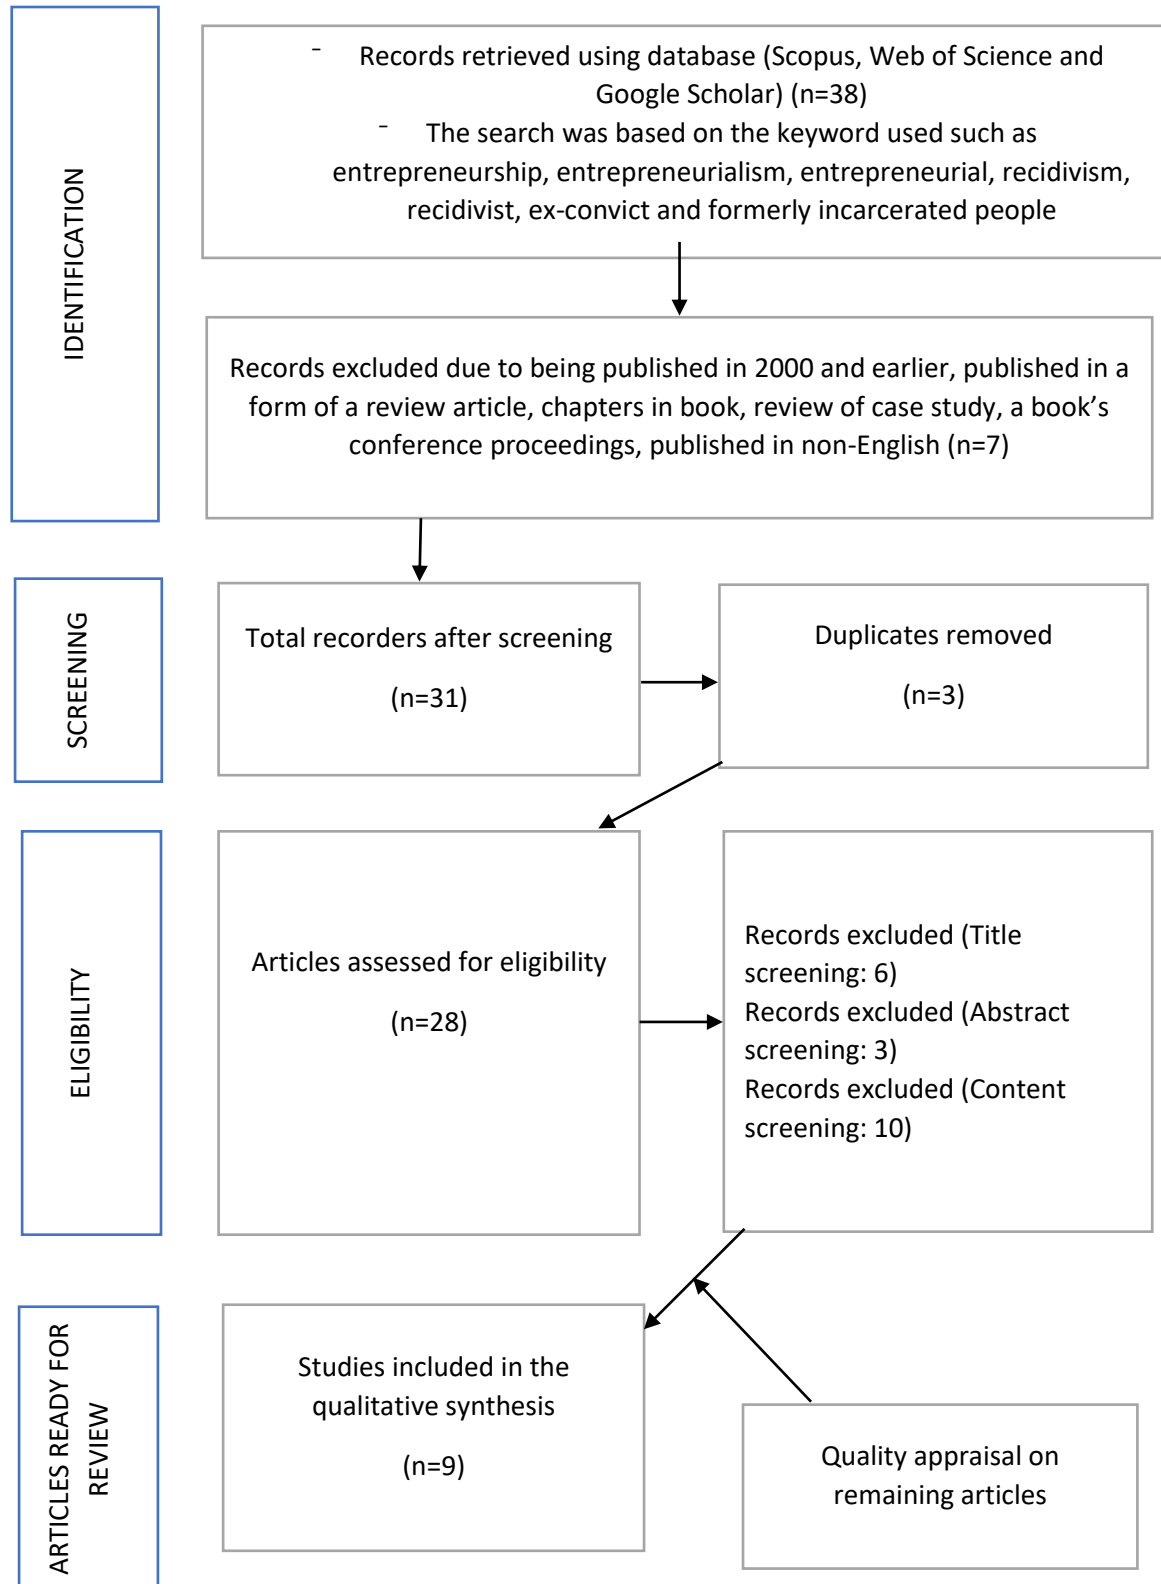 IDENTIFICATION
- Records retrieved using database (Scopus, Web of Science and
Google Scholar) (n=38)
- The search was based on the keyword used such as
entrepreneurship, entrepreneurialism, entrepreneurial, recidivism,
recidivist, ex-convict and formerly incarcerated people
Records excluded due to being published in 2000 and earlier, published in a
form of a review article, chapters in book, review of case study, a book’s
conference proceedings, published in non-English (n=7)
SCREENING
Total recorders after screening
(n=31)
Duplicates removed
(n=3)
ELIGIBILITY
Articles assessed for eligibility
(n=28)
Records excluded (Title
screening: 6)
Records excluded (Abstract
screening: 3)
Records excluded (Content
screening: 10)
ARTICLES READY FOR
REVIEW
Studies included in the
qualitative synthesis
(n=9)
Quality appraisal on
remaining articles